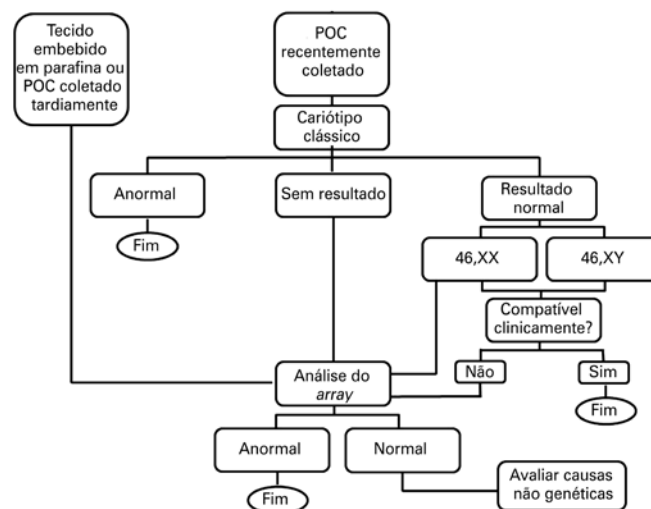 Tecido
embebido
em parafina ou
POC coletado
tardiamente
POC
recentemente
coletado
Cariótipo
clássico
Anormal
Sem resultado
Resultado
normal
Fim
46,XX
46,XY
Compatível
clinicamente?
Análise do
array
Não
Sim
Fim
Anormal
Normal
Fim
Avaliar causas
não genéticas